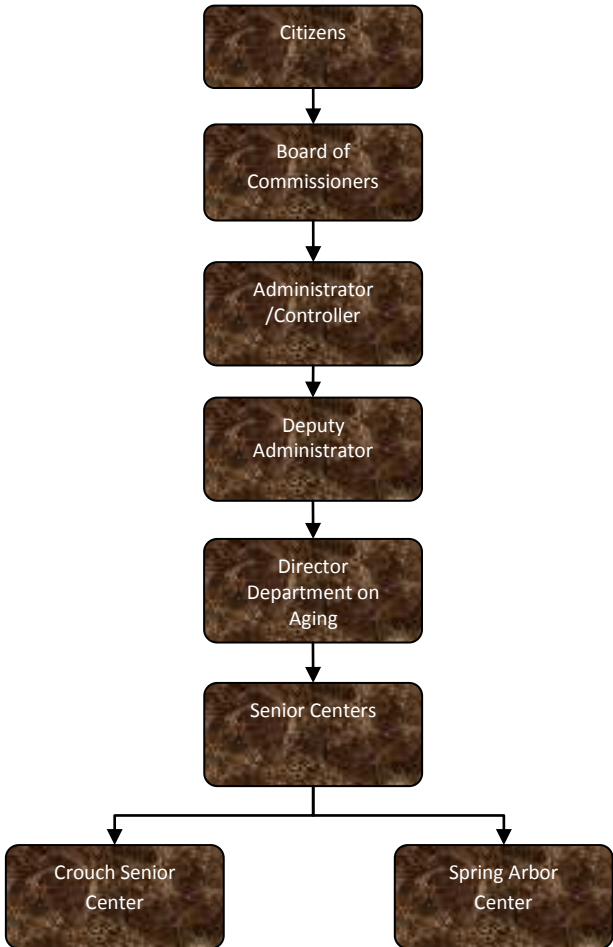 Citizens
Board of
Commissioners
Administrator
/Controller
Deputy
Administrator
Director
Department on
Aging
Senior Centers
Crouch Senior
Center
Spring Arbor
Center